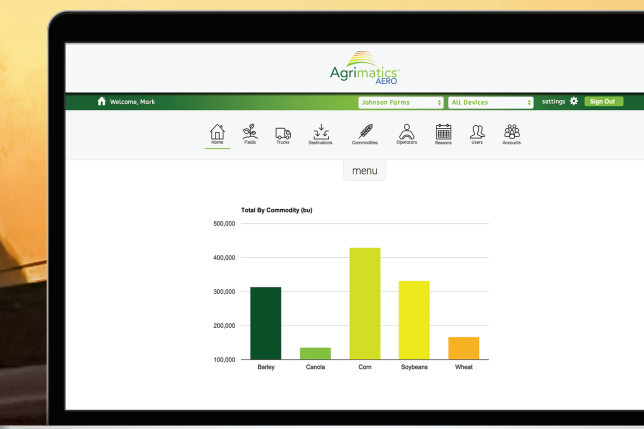 Agrimatics
AERO
Welcome, Mark
Johnson Farms
All Devices
settings
Sign Out
Home
Fields
Trucks
Destinations
Commodities
Operators
Seasons
Users
Accounts
menu
Total By Commodity (bu)
500,000
400,000
300,000
200,000
100,000
Barley
Canola
Corn
Soybeans
Wheat